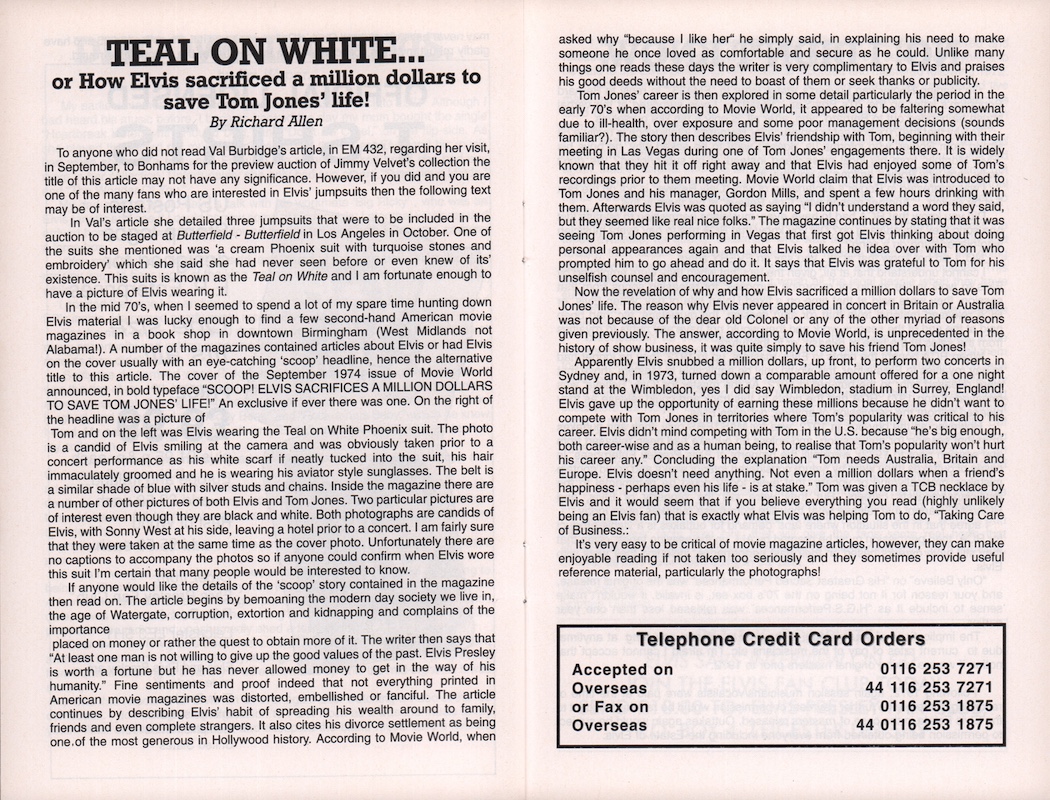 TEAL ON WHITE...
or How Elvis sacrificed a million dollars to
save Tom Jones' life!
By Richard Allen
To anyone who did not read Val Burbidge's article, in EM 432, regarding her visit,
in September, to Bonhams for the preview auction of Jimmy Velvet's collection the
title of this article may not have any significance. However, if you did and you are
one of the many fans who are interested in Elvis' jumpsuits then the following text
may be of interest.
In Val's article she detailed three jumpsuits that were to be included in the
auction to be staged at Butterfield - Butterfield in Los Angeles in October. One of
the suits she mentioned was 'a cream Phoenix suit with turquoise stones and
embroidery' which she said she had never seen before or even knew of its'
existence. This suits is known as the Teal on White and I am fortunate enough to
have a picture of Elvis wearing it.
In the mid 70's, when I seemed to spend a lot of my spare time hunting down
Elvis material I was lucky enough to find a few second-hand American movie
magazines in a book shop in downtown Birmingham (West Midlands not
Alabama!). A number of the magazines contained articles about Elvis or had Elvis
on the cover usually with an eye-catching 'scoop' headline, hence the alternative
title to this article. The cover of the September 1974 issue of Movie World
announced, in bold typeface "SCOOP! ELVIS SACRIFICES A MILLION DOLLARS
TO SAVE TOM JONES' LIFE!" An exclusive if ever there was one. On the right of
the headline was a picture of
Tom and on the left was Elvis wearing the Teal on White Phoenix suit. The photo
is a candid of Elvis smiling at the camera and was obviously taken prior to a
concert performance as his white scarf if neatly tucked into the suit, his hair
immaculately groomed and he is wearing his aviator style sunglasses. The belt is
a similar shade of blue with silver studs and chains. Inside the magazine there are
a number of other pictures of both Elvis and Tom Jones. Two particular pictures are
of interest even though they are black and white. Both photographs are candids of
Elvis, with Sonny West at his side, leaving a hotel prior to a concert. I am fairly sure
that they were taken at the same time as the cover photo. Unfortunately there are
no captions to accompany the photos so if anyone could confirm when Elvis wore
this suit I'm certain that many people would be interested to know.
If anyone would like the details of the 'scoop' story contained in the magazine
then read on. The article begins by bemoaning the modern day society we live in,
the age of Watergate, corruption, extortion and kidnapping and complains of the
importance
placed on money or rather the quest to obtain more of it. The writer then says that
"At least one man is not willing to give up the good values of the past. Elvis Presley
is worth a fortune but he has never allowed money to get in the way of his
humanity." Fine sentiments and proof indeed that not everything printed in
American movie magazines was distorted, embellished or fanciful. The article
continues by describing Elvis' habit of spreading his wealth around to family,
friends and even complete strangers. It also cites his divorce settlement as being
one.of the most generous in Hollywood history. According to Movie World, when
asked why "because I like her" he simply said, in explaining his need to make
someone he once loved as comfortable and secure as he could. Unlike many
things one reads these days the writer is very complimentary to Elvis and praises
his good deeds without the need to boast of them or seek thanks or publicity.
Tom Jones' career is then explored in some detail particularly the period in the
early 70's when according to Movie World, it appeared to be faltering somewhat
due to ill-health, over exposure and some poor management decisions (sounds
familiar?). The story then describes Elvis' friendship with Tom, beginning with their
meeting in Las Vegas during one of Tom Jones' engagements there. It is widely
known that they hit it off right away and that Elvis had enjoyed some of Tom's
recordings prior to them meeting. Movie World claim that Elvis was introduced to
Tom Jones and his manager, Gordon Mills, and spent a few hours drinking with
them. Afterwards Elvis was quoted as saying "I didn't understand a word they said,
but they seemed like real nice folks." The magazine continues by stating that it was
seeing Tom Jones performing in Vegas that first got Elvis thinking about doing
personal appearances again and that Elvis talked he idea over with Tom who
prompted him to go ahead and do it. It says that Elvis was grateful to Tom for his
unselfish counsel and encouragement.
Now the revelation of why and how Elvis sacrificed a million dollars to save Tom
Jones' life. The reason why Elvis never appeared in concert in Britain or Australia
was not because of the dear old Colonel or any of the other myriad of reasons
given previously. The answer, according to Movie World, is unprecedented in the
history of show business, it was quite simply to save his friend Tom Jones!
Apparently Elvis snubbed a million dollars, up front, to perform two concerts in
Sydney and, in 1973, turned down a comparable amount offered for a one night
stand at the Wimbledon, yes I did say Wimbledon, stadium in Surrey, England!
Elvis gave up the opportunity of earning these millions because he didn't want to
compete with Tom Jones in territories where Tom's popularity was critical to his
career. Elvis didn't mind competing with Tom in the U.S. because "he's big enough,
both career-wise and as a human being, to realise that Tom's popularity won't hurt
his career any." Concluding the explanation "Tom needs Australia, Britain and
Europe. Elvis doesn't need anything. Not even a million dollars when a friend's
happiness - perhaps even his life - is at stake." Tom was given a TCB necklace by
Elvis and it would seem that if you believe everything you read (highly unlikely
being an Elvis fan) that is exactly what Elvis was helping Tom to do, "Taking Care
of Business.:
It's very easy to be critical of movie magazine articles, however, they can make
enjoyable reading if not taken too seriously and they sometimes provide useful
reference material, particularly the photographs!
Telephone Credit Card Orders
Accepted on 0116 253 7271
Overseas 44 116 253 7271
or Fax on 0116 253 1875
Overseas 44 0116 253 1875